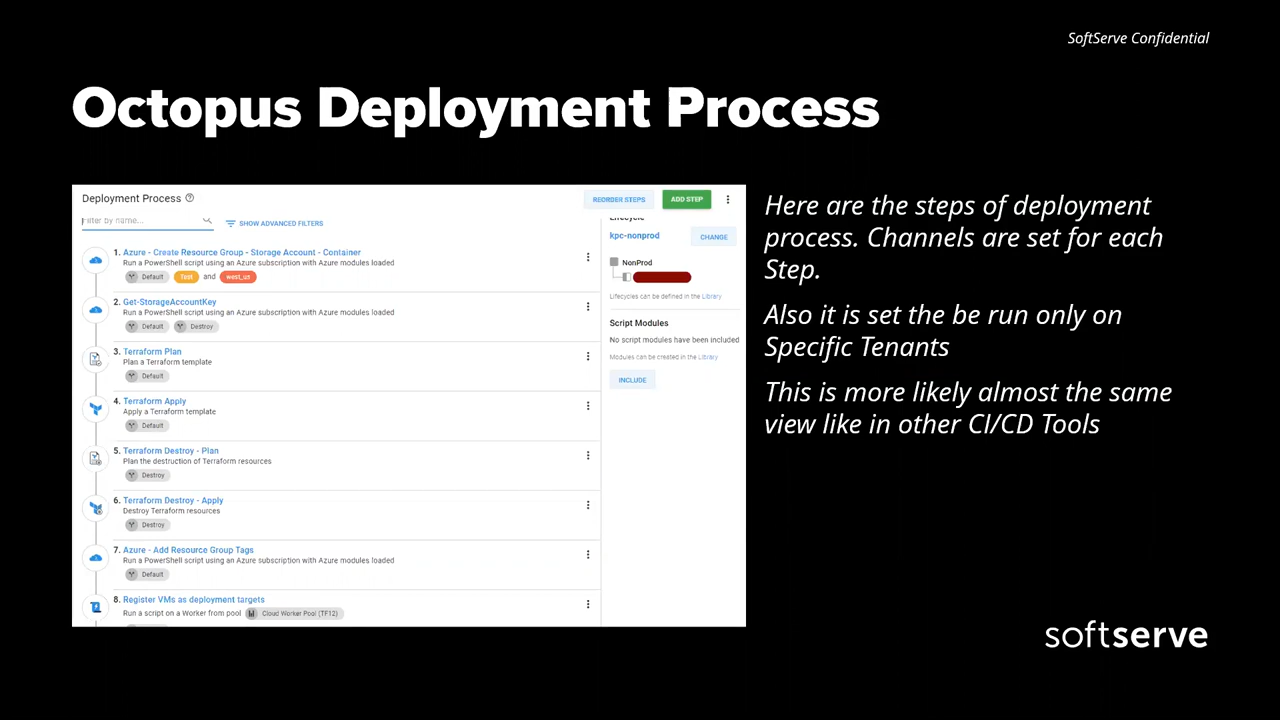 SoftServe Confidential
Octopus Deployment Process
Deployment Process
REORDER STEPS
ADD STEP
Filter by name...
SHOW ADVANCED FILTERS
1. Azure - Create Resource Group - Storage Account - Container
Run a PowerShell script using an Azure subscription with Azure modules loaded
Default Test and west_us
2. Get-StorageAccountKey
Run a PowerShell script using an Azure subscription with Azure modules loaded
Default Destroy
3. Terraform Plan
Plan a Terraform template
Default
4. Terraform Apply
Apply a Terraform template
Default
5. Terraform Destroy - Plan
Plan the destruction of Terraform resources
Destroy
6. Terraform Destroy - Apply
Destroy Terraform resources
Destroy
7. Azure - Add Resource Group Tags
Run a PowerShell script using an Azure subscription with Azure modules loaded
Default
8. Register VMs as deployment targets
Run a script on a Worker from pool Cloud Worker Pool (TF12)
Lifecycle
kpc-nonprod
CHANGE
NonProd
Lifecycles can be defined in the Library
Script Modules
No script modules have been included
Modules can be created in the Library
INCLUDE
Here are the steps of deployment
process. Channels are set for each
Step.
Also it is set the be run only on
Specific Tenants
This is more likely almost the same
view like in other CI/CD Tools
softserve